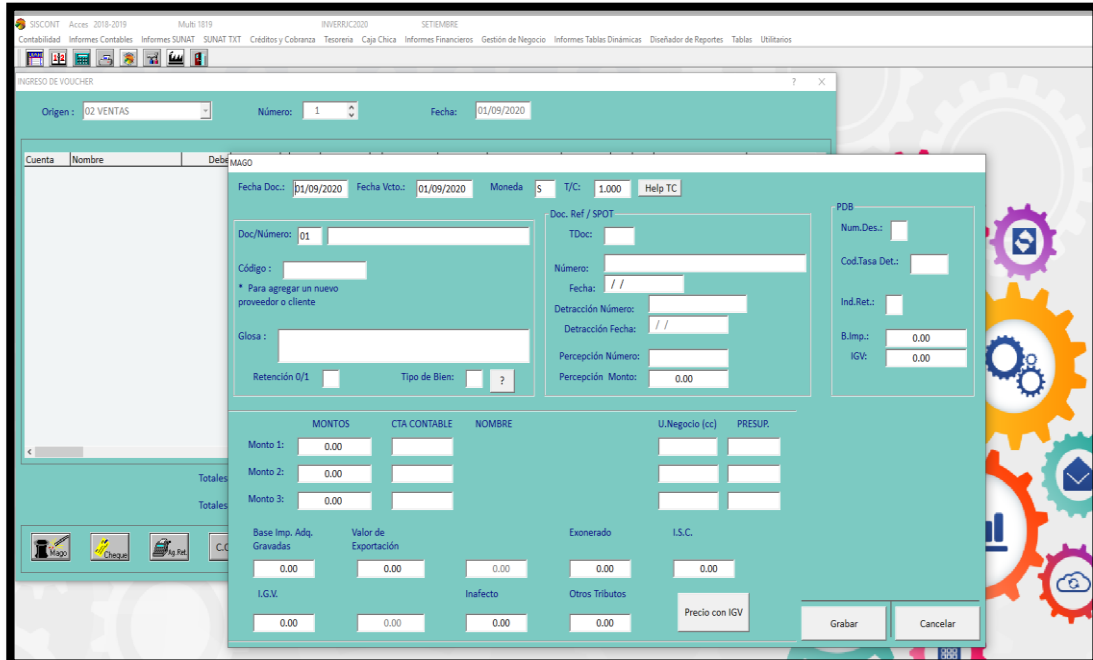 SISCONT Acces 2018-2019 Multi 1819 INVERRJC2020 SETIEMBRE
Contabilidad Informes Contables Informes SUNAT SUNAT TXT Créditos y Cobranza Tesoreria Caja Chica Informes Financieros Gestión de Negocio Informes Tablas Dinámicas Diseñador de Reportes Tablas Utilitarios
INGRESO DE VOUCHER ? X
Origen : 02 VENTAS Número: 1 Fecha: 01/09/2020
Cuenta Nombre Debe
MAGO
Fecha Doc.: 01/09/2020 Fecha Vcto.: 01/09/2020 Moneda S T/C: 1.000 Help TC
Doc/Número: 01
Código :
* Para agregar un nuevo
proveedor o cliente
Glosa :
Retención 0/1 Tipo de Bien: ?
Doc. Ref / SPOT
TDoc:
Número:
Fecha: / /
Detracción Número:
Detracción Fecha: / /
Percepción Número:
Percepción Monto: 0.00
PDB
Num.Des.:
Cod.Tasa Det.:
Ind.Ret.:
B.Imp.: 0.00
IGV: 0.00
MONTOS CTA CONTABLE NOMBRE U.Negocio (cc) PRESUP.
Monto 1: 0.00
Monto 2: 0.00
Monto 3: 0.00
Base Imp. Adq. Gravadas Valor de Exportación Exonerado I.S.C.
0.00 0.00 0.00 0.00 0.00
I.G.V. Inafecto Otros Tributos
0.00 0.00 0.00 0.00
Precio con IGV
Grabar Cancelar
Totales
Totales
Mago Cheque Ag.Ret. C.C